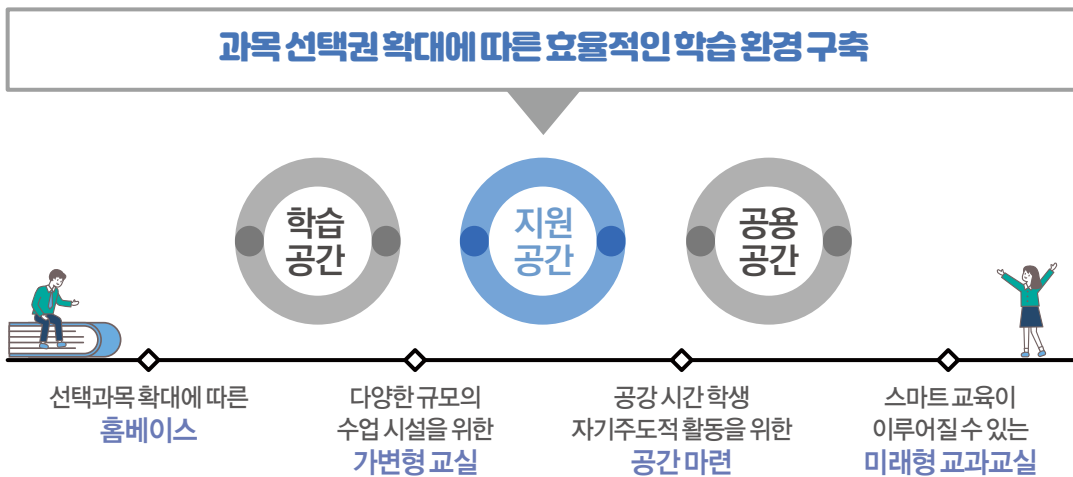 과목 선택권 확대에 따른 효율적인 학습 환경 구축
학습
공간
지원
공간
공용
공간
선택과목 확대에 따른
홈베이스
다양한 규모의
수업 시설을 위한
가변형 교실
공강 시간 학생
자기주도적 활동을 위한
공간 마련
스마트 교육이
이루어질 수 있는
미래형 교과교실